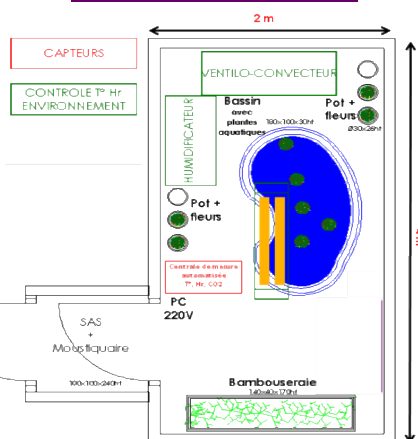 2 m
CAPTEURS
CONTROLE T° Hr
ENVIRONNEMENT
VENTILO-CONVECTEUR
HUMIDIFICATEUR
Bassin
avec
plantes
aquatiques
180x100x30ht
Pot +
fleurs
Ø30x26ht
Pot +
fleurs
Centrale de mesure
automatisée
T°, Hr, CO2
PC
220V
SAS
+
Moustiquaire
100x100x240ht
Bambouseraie
140x40x170ht